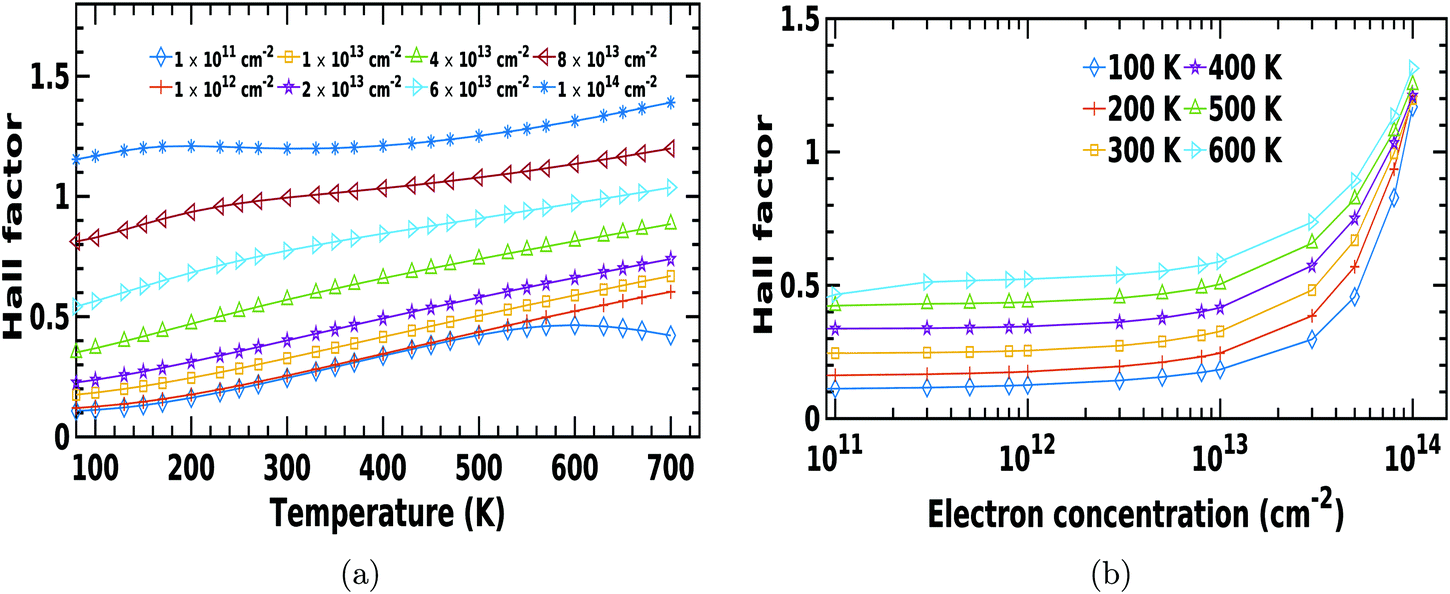 1.5
1
0.5
0
Hall factor
1 × 10¹¹ cm⁻² 1 × 10¹³ cm⁻² 4 × 10¹³ cm⁻² 8 × 10¹³ cm⁻²
1 × 10¹² cm⁻² 2 × 10¹³ cm⁻² 6 × 10¹³ cm⁻² 1 × 10¹⁴ cm⁻²
100 200 300 400 500 600 700
Temperature (K)
(a)
1.5
1
0.5
0
Hall factor
100 K 400 K
200 K 500 K
300 K 600 K
10¹¹ 10¹² 10¹³ 10¹⁴
Electron concentration (cm⁻²)
(b)